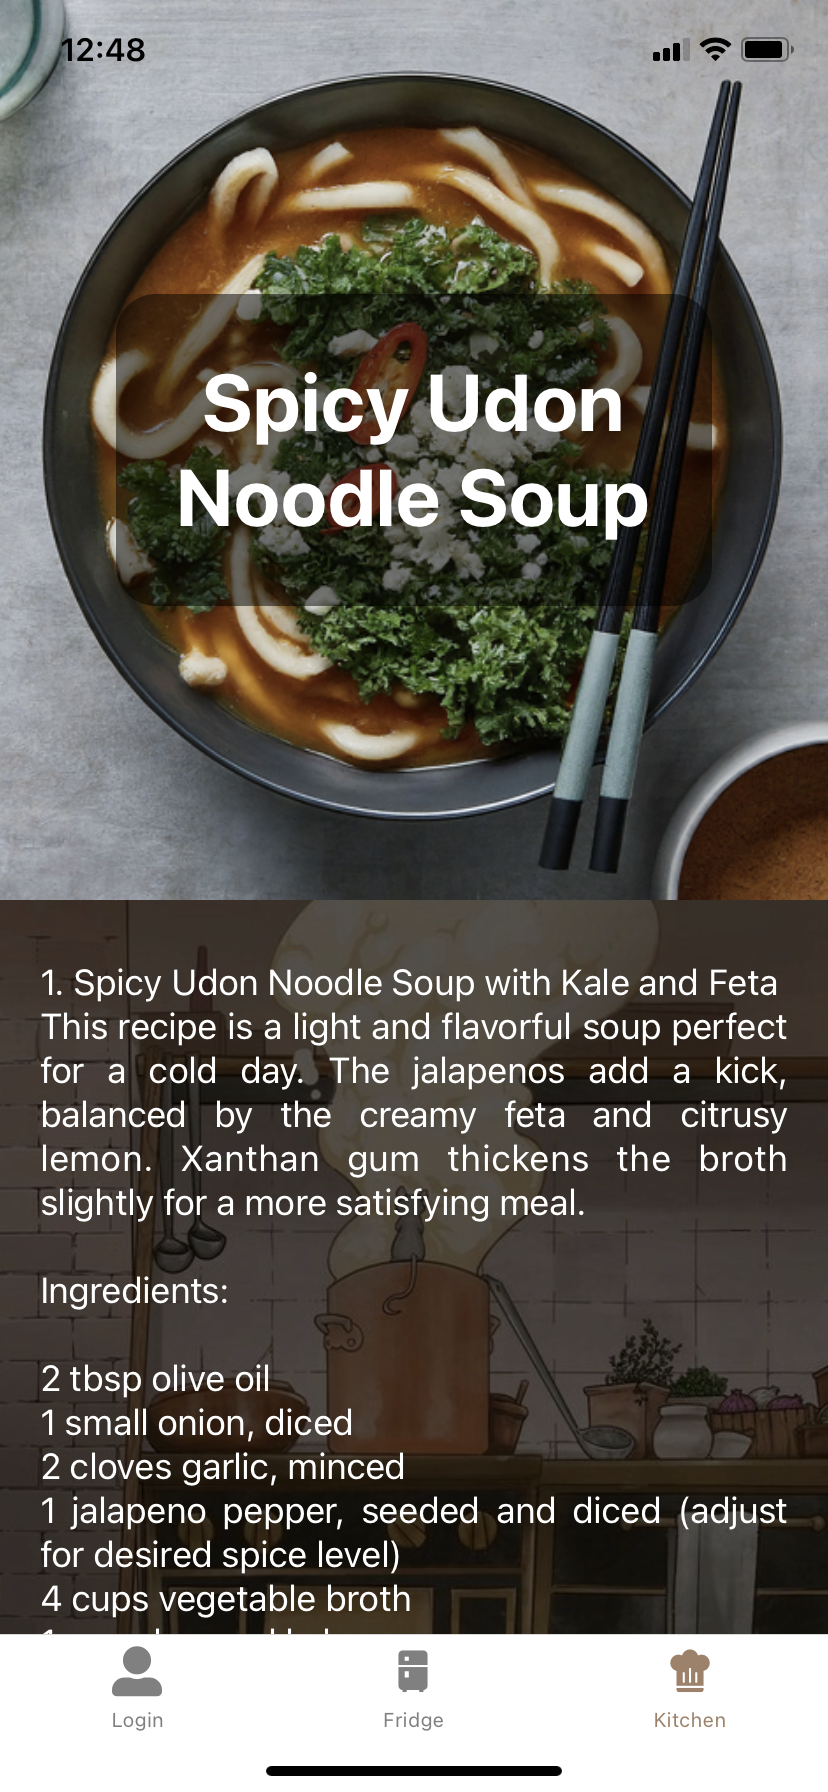 12:48
Spicy Udon
Noodle Soup
1. Spicy Udon Noodle Soup with Kale and Feta
This recipe is a light and flavorful soup perfect
for a cold day. The jalapenos add a kick,
balanced by the creamy feta and citrusy
lemon. Xanthan gum thickens the broth
slightly for a more satisfying meal.
Ingredients:
2 tbsp olive oil
1 small onion, diced
2 cloves garlic, minced
1 jalapeno pepper, seeded and diced (adjust
for desired spice level)
4 cups vegetable broth
Login
Fridge
Kitchen